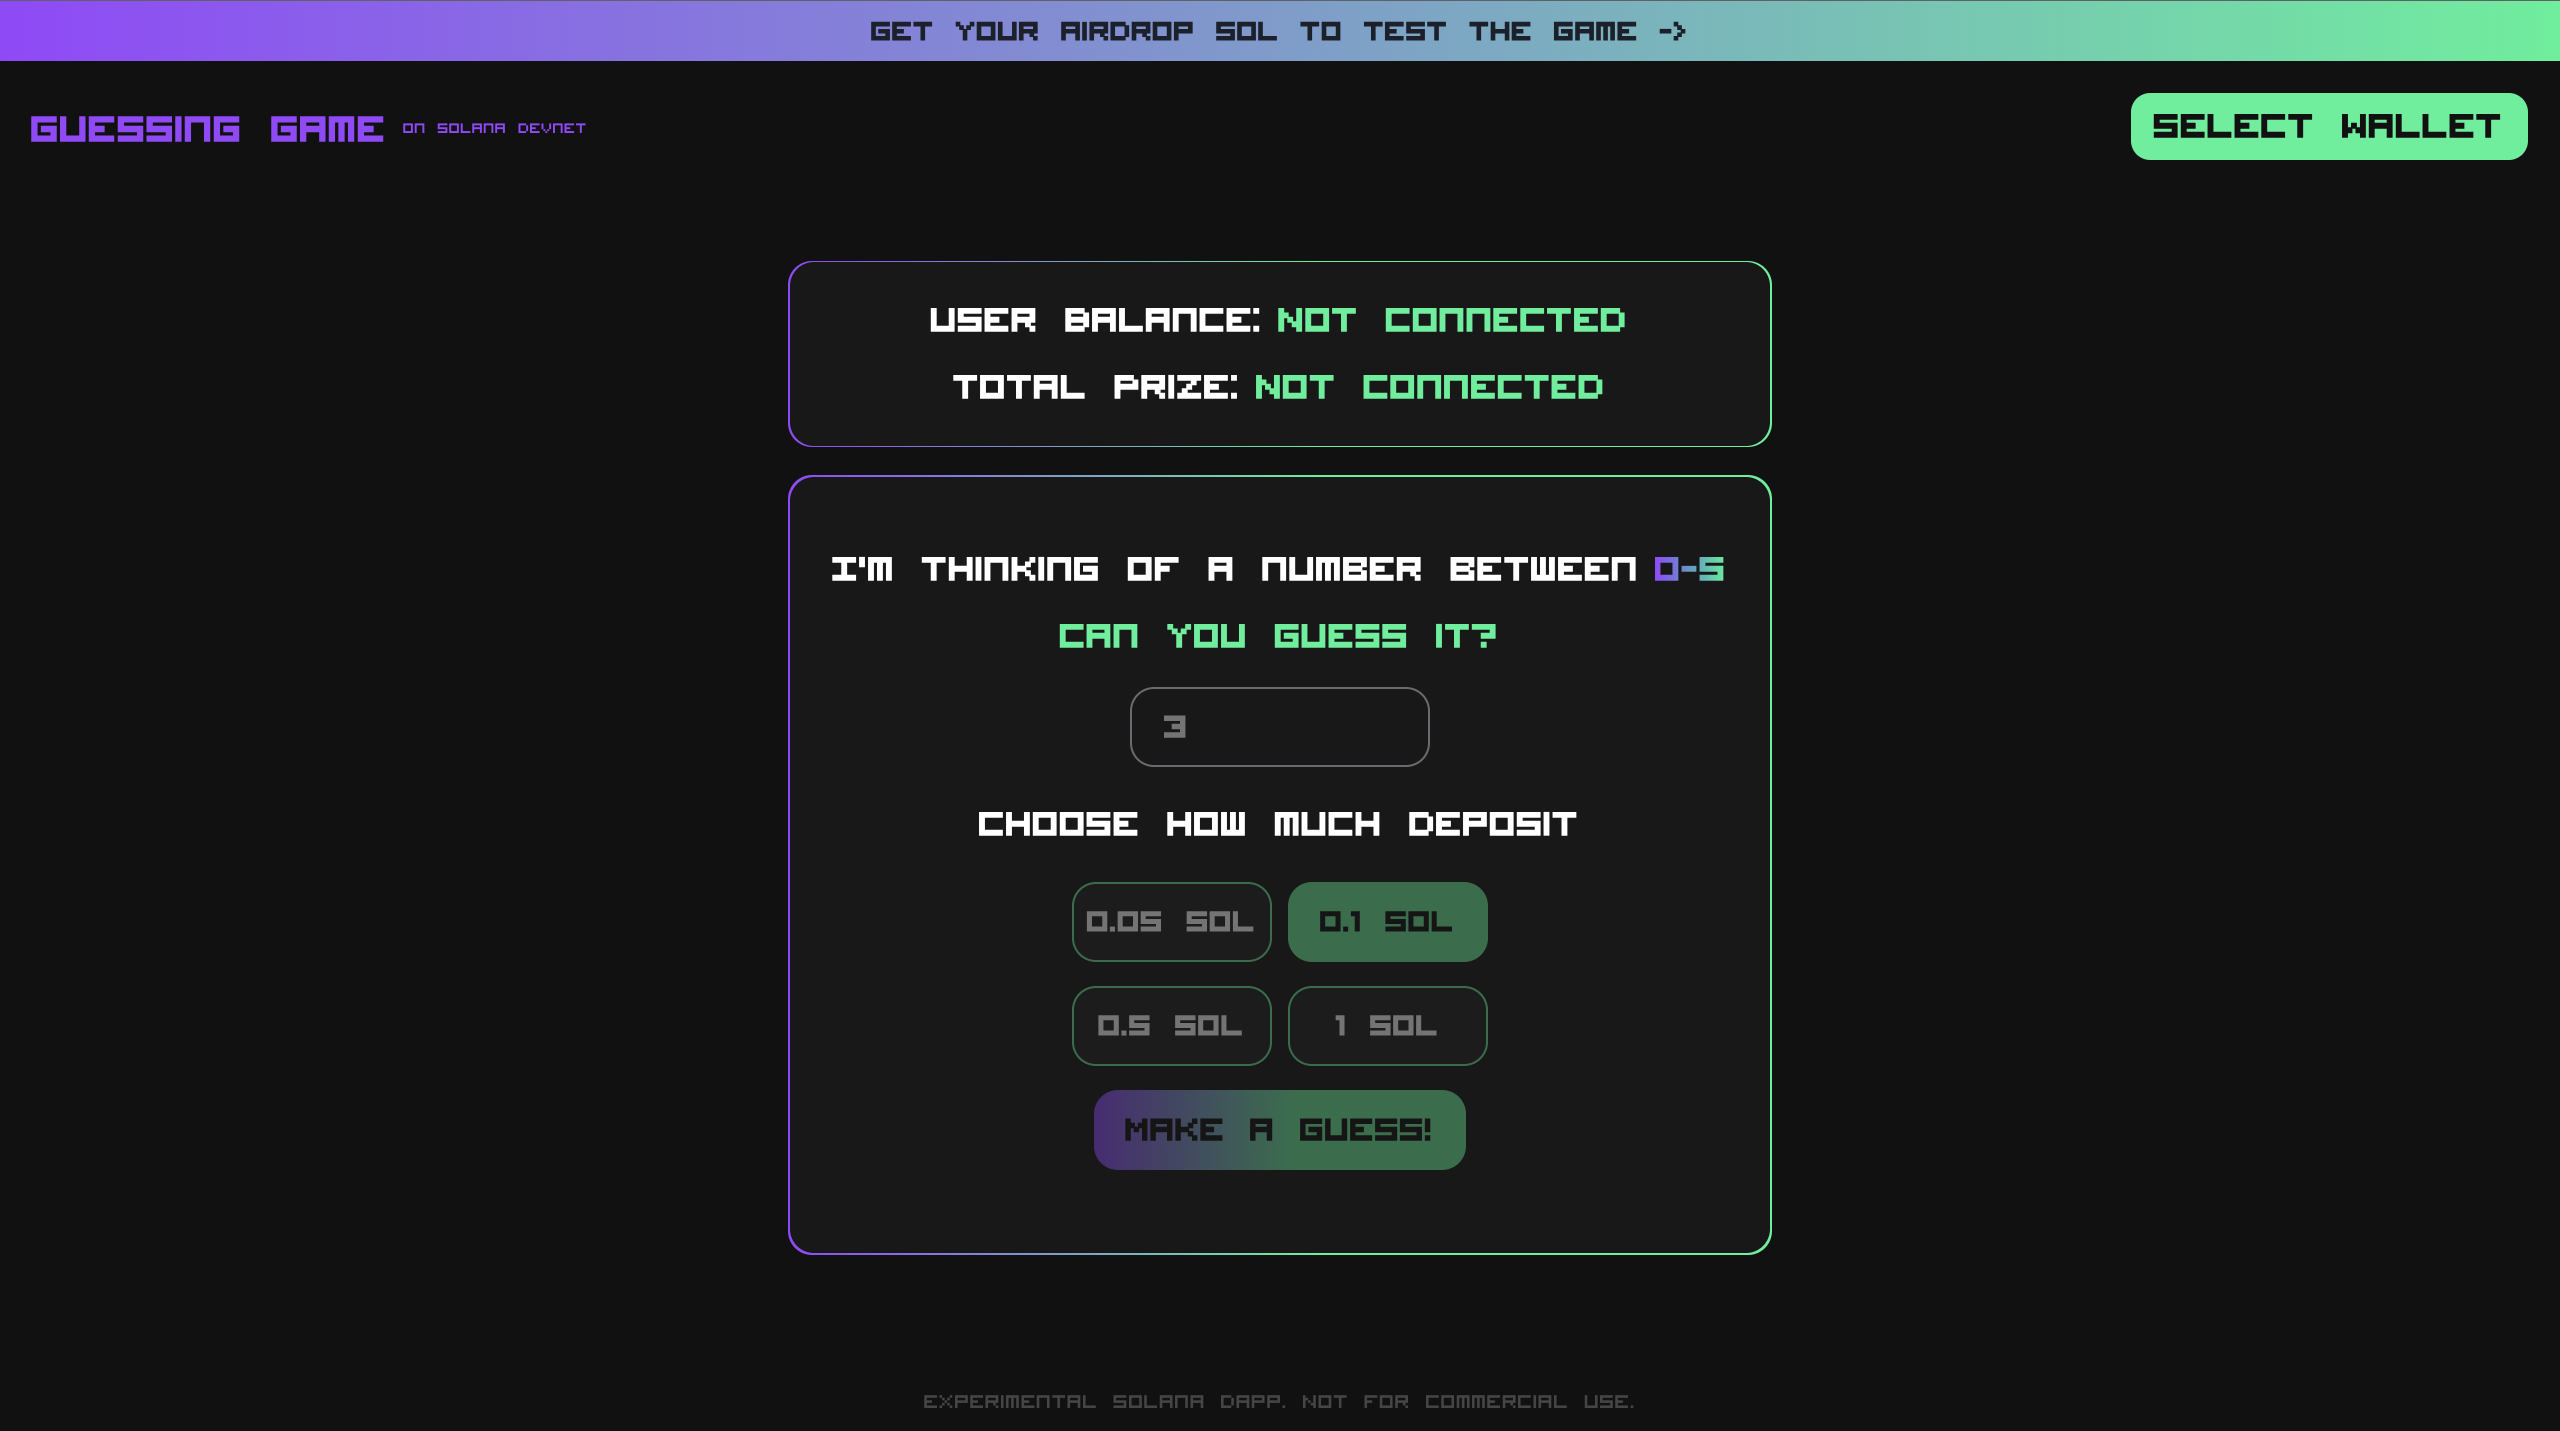 GET YOUR AIRDROP SOL TO TEST THE GAME ->
GUESSING GAME ON SOLANA DEVNET
SELECT WALLET
USER BALANCE: NOT CONNECTED
TOTAL PRIZE: NOT CONNECTED
I'M THINKING OF A NUMBER BETWEEN 0-5
CAN YOU GUESS IT?
3
CHOOSE HOW MUCH DEPOSIT
0.05 SOL
0.1 SOL
0.5 SOL
1 SOL
MAKE A GUESS!
EXPERIMENTAL SOLANA DAPP. NOT FOR COMMERCIAL USE.